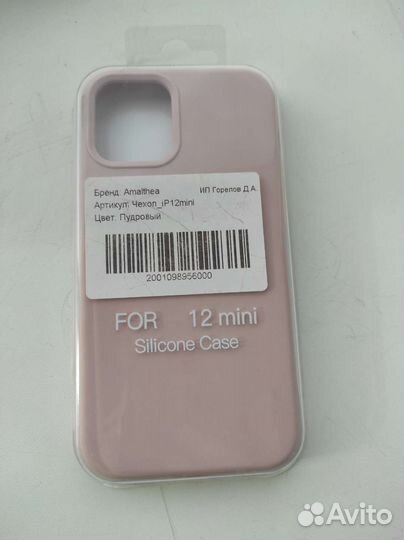 Бренд: Amalthea
ИП Горелов Д.А.
Артикул: Чехол_iP12mini
Цвет: Пудровый
2001098956000
FOR 12 mini
Silicone Case
Avito